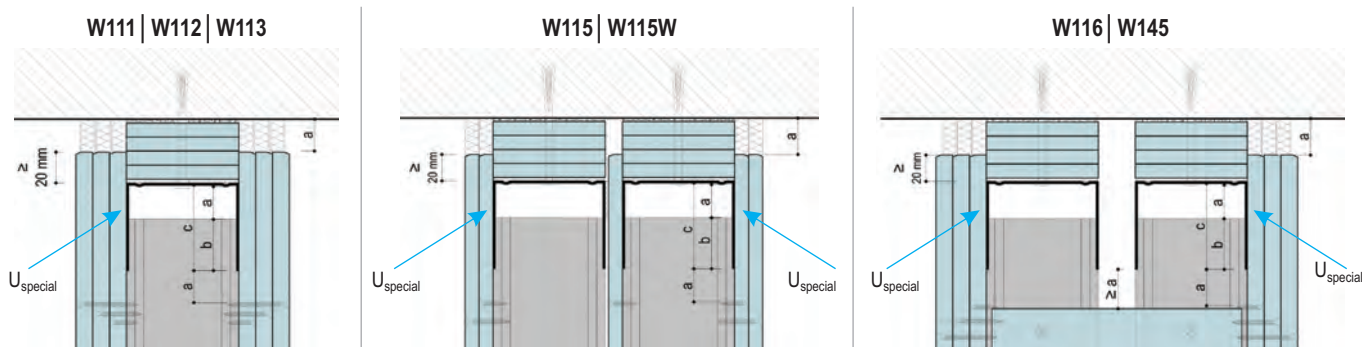 W111 | W112 | W113
a
≥ 20 mm
a
c
b
a
Uspecial
W115 | W115W
a
≥ 20 mm
a
c
b
a
Uspecial
Uspecial
W116 | W145
a
≥ 20 mm
a
c
b
≥ a
a
Uspecial
Uspecial